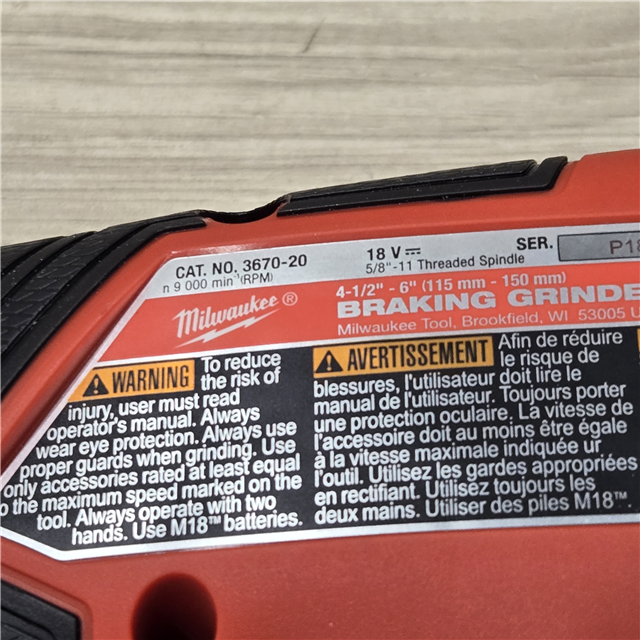 CAT. NO. 3670-20
n 9 000 min⁻¹(RPM)
18 V ⎓
5/8"-11 Threaded Spindle
SER.
P18
Milwaukee ®
4-1/2" - 6" (115 mm - 150 mm)
BRAKING GRINDE
Milwaukee Tool, Brookfield, WI 53005 U
⚠ WARNING To reduce
the risk of
injury, user must read
operator's manual. Always
wear eye protection. Always use
proper guards when grinding. Use
only accessories rated at least equal
o the maximum speed marked on the
tool. Always operate with two
hands. Use M18™ batteries.
⚠ AVERTISSEMENT Afin de réduire
le risque de
blessures, l'utilisateur doit lire le
manual de l'utilisateur. Toujours porter
une protection oculaire. La vitesse de
l'accessoire doit au moins être égale
à la vitesse maximale indiquée ur
l'outil. Utilisez les gardes appropriées
en rectifiant. Utilisez toujours les
deux mains. Utiliser des piles M18™